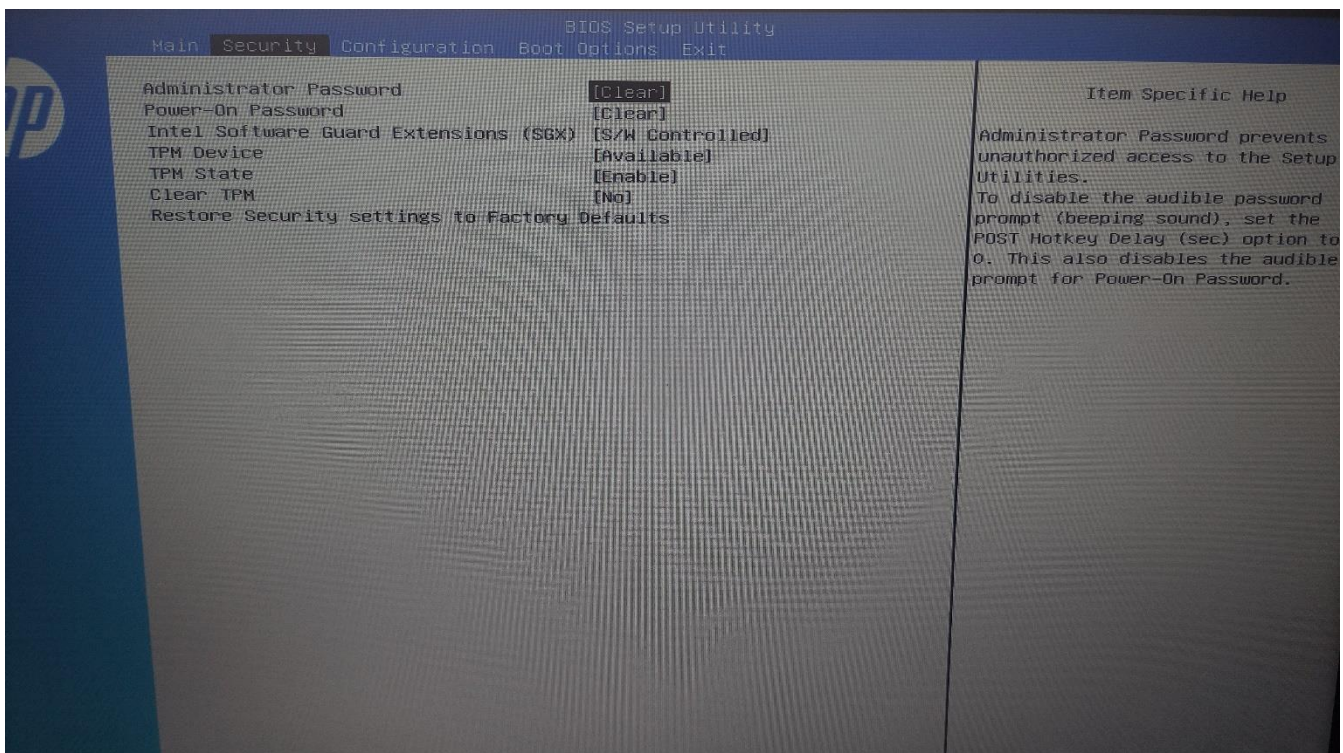 BIOS Setup Utility
Main Security Configuration Boot Options Exit
hp
Administrator Password [Clear]
Power-On Password [Clear]
Intel Software Guard Extensions (SGX) [S/W Controlled]
TPM Device [Available]
TPM State [Enable]
Clear TPM [No]
Restore Security settings to Factory Defaults
Item Specific Help
Administrator Password prevents
unauthorized access to the Setup
Utilities.
To disable the audible password
prompt (beeping sound), set the
POST Hotkey Delay (sec) option to
0. This also disables the audible
prompt for Power-On Password.